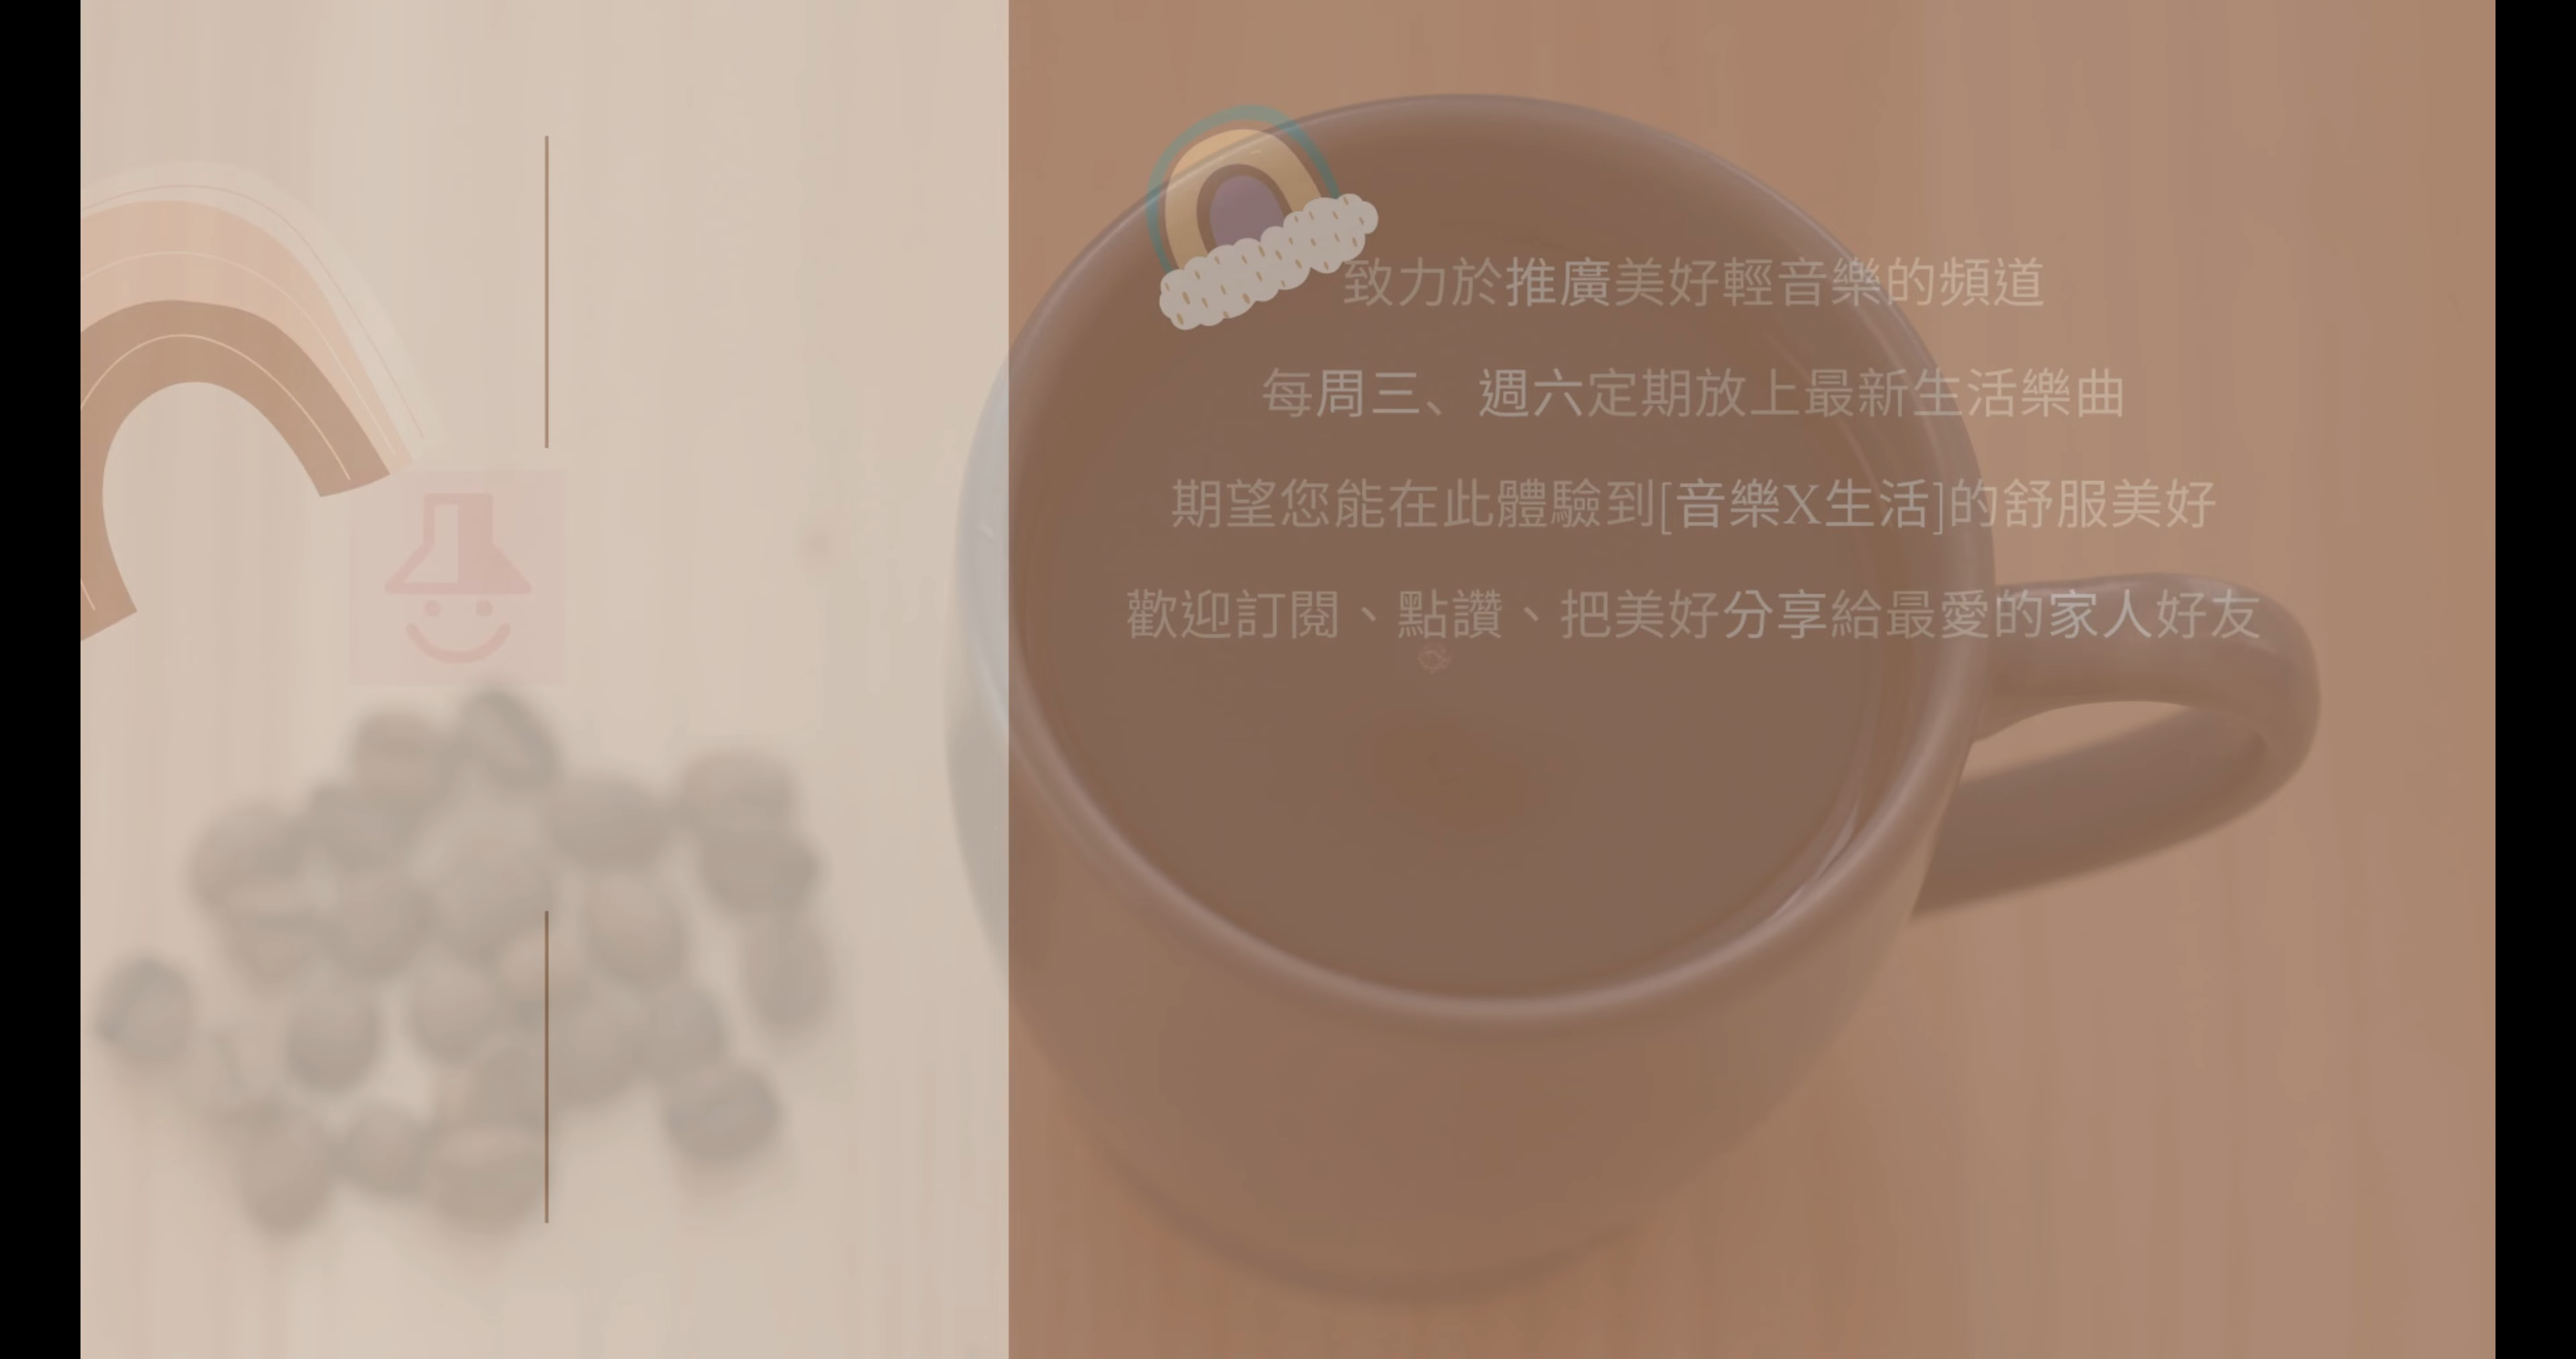 致力於推廣美好輕音樂的頻道
每周三、週六定期放上最新生活樂曲
期望您能在此體驗到[音樂X生活]的舒服美好
歡迎訂閱、點讚、把美好分享給最愛的家人好友